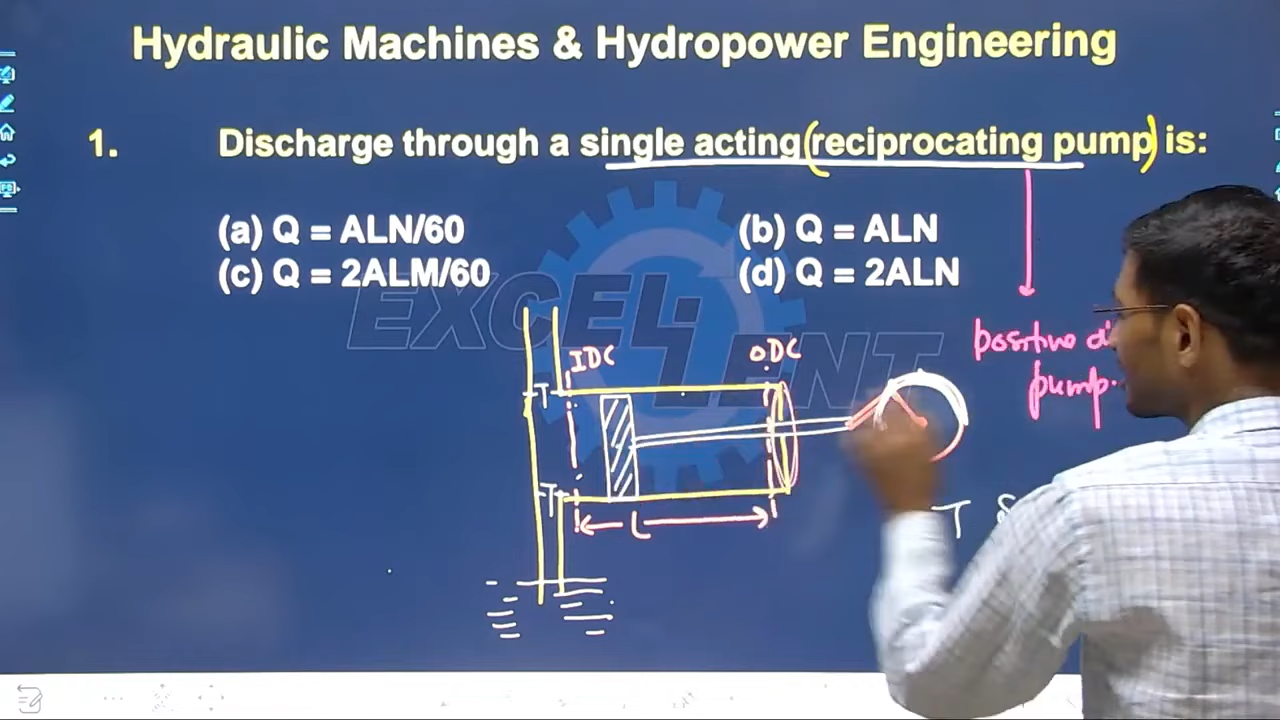 Hydraulic Machines & Hydropower Engineering
1. Discharge through a single acting (reciprocating pump) is:
(a) Q = ALN/60
(b) Q = ALN
(c) Q = 2ALM/60
(d) Q = 2ALN
EXCELLENT
IDC
ODC
positive
pump.
L
T